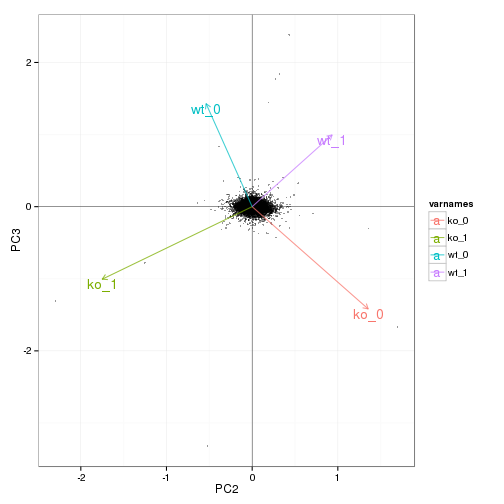 2
wt_0
wt_1
PC3
0
varnames
a ko_0
a ko_1
a wt_0
a wt_1
ko_1
ko_0
-2
-2 -1 0 1
PC2